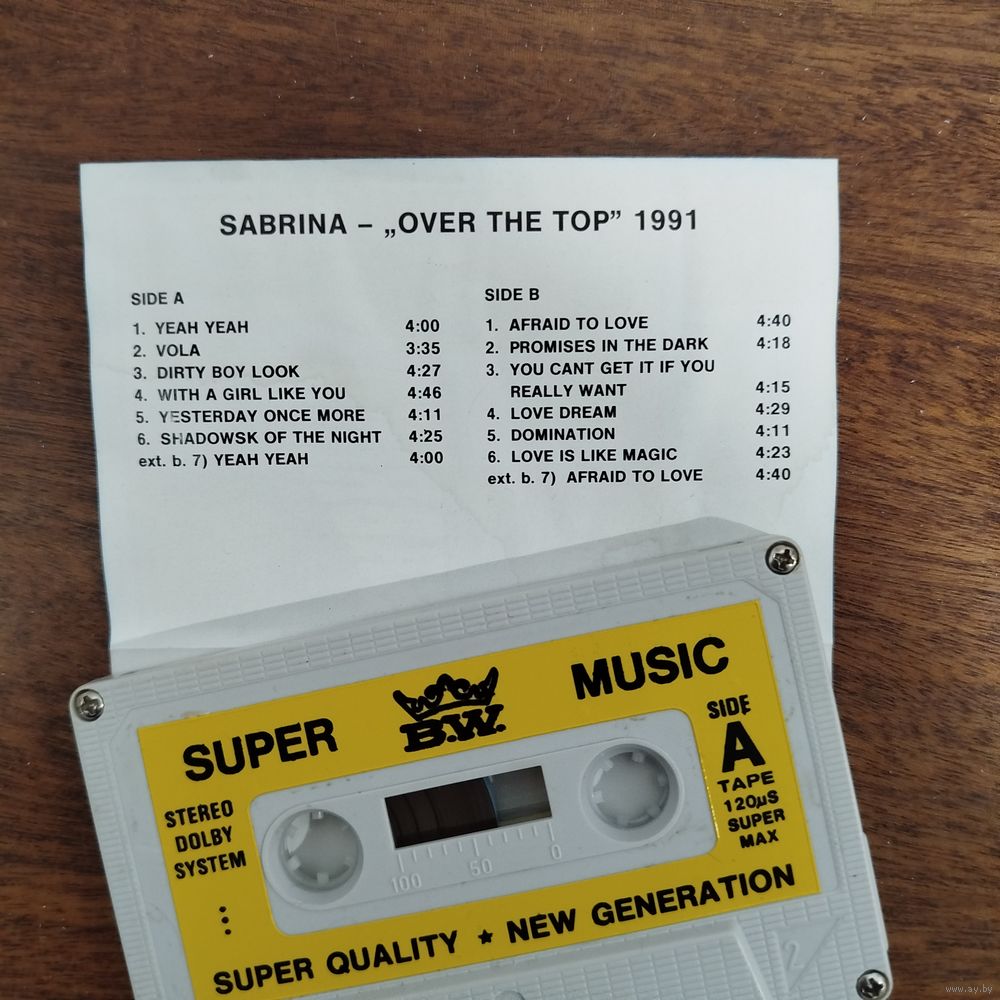 SABRINA – „OVER THE TOP” 1991
SIDE A
1. YEAH YEAH 4:00
2. VOLA 3:35
3. DIRTY BOY LOOK 4:27
4. WITH A GIRL LIKE YOU 4:46
5. YESTERDAY ONCE MORE 4:11
6. SHADOWSK OF THE NIGHT 4:25
ext. b. 7) YEAH YEAH 4:00
SIDE B
1. AFRAID TO LOVE 4:40
2. PROMISES IN THE DARK 4:18
3. YOU CANT GET IT IF YOU
REALLY WANT 4:15
4. LOVE DREAM 4:29
5. DOMINATION 4:11
6. LOVE IS LIKE MAGIC 4:23
ext. b. 7) AFRAID TO LOVE 4:40
SUPER B.W. MUSIC
STEREO
DOLBY
SYSTEM
SIDE
A
TAPE
120µS
SUPER
MAX
100 50 0
SUPER QUALITY ★ NEW GENERATION
2
www.ay.by